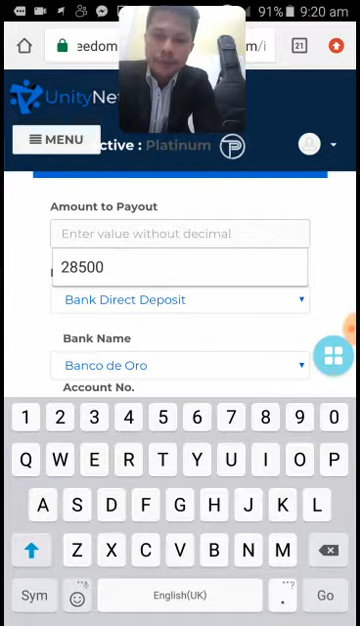 91% 9:20 am
eedom
m/i
21
UnityNe
MENU
ctive : Platinum
Amount to Payout
Enter value without decimal
28500
Bank Direct Deposit
Bank Name
Banco de Oro
Account No.
1 2 3 4 5 6 7 8 9 0
Q W E R T Y U I O P
A S D F G H J K L
Z X C V B N M
Sym
English(UK)
. ?
Go